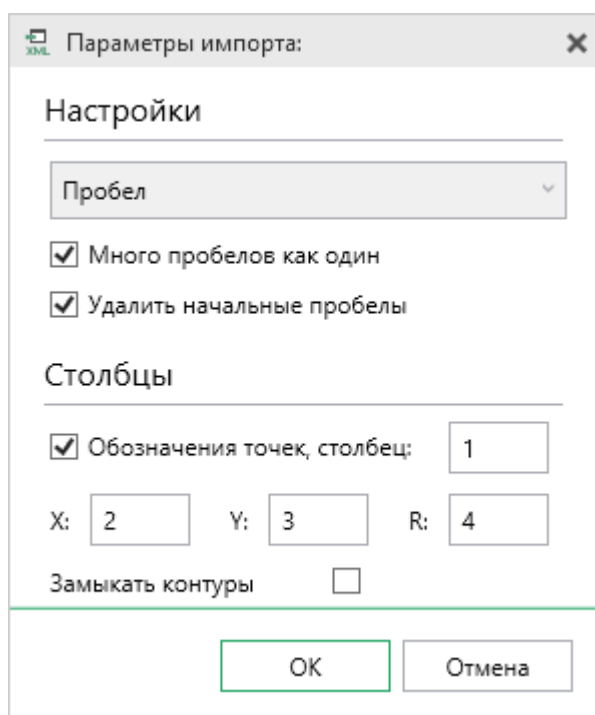 XML Параметры импорта:
Настройки
Пробел
Много пробелов как один
Удалить начальные пробелы
Столбцы
Обозначения точек, столбец: 1
X: 2 Y: 3 R: 4
Замыкать контуры
OK Отмена